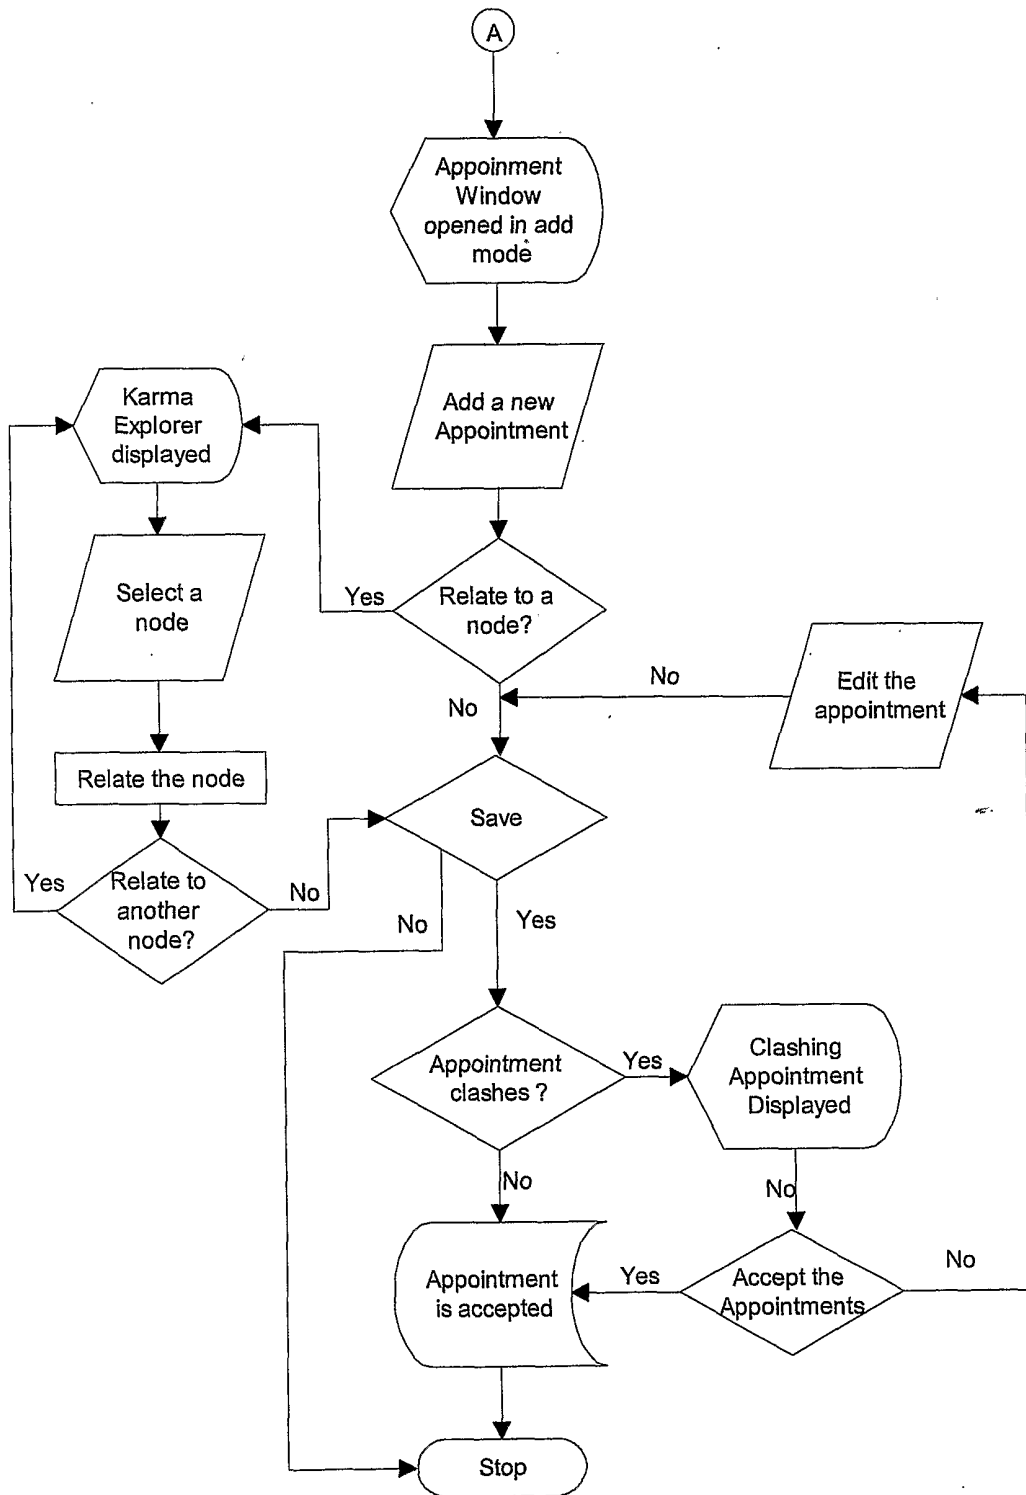 A
Appoinment
Window
opened in add
mode
Add a new
Appointment
Karma
Explorer
displayed
Select a
node
Yes
Relate to a
node?
No
No
Edit the
appointment
Relate the node
Save
Yes
Relate to
another
node?
No
No
Yes
Appointment
clashes ?
Yes
Clashing
Appointment
Displayed
No
No
Appointment
is accepted
Yes
Accept the
Appointments
No
Stop